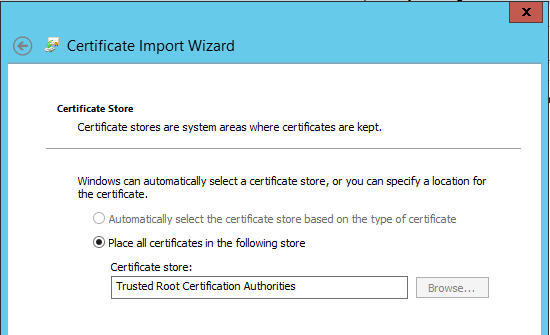 x
Certificate Import Wizard
Certificate Store
Certificate stores are system areas where certificates are kept.
Windows can automatically select a certificate store, or you can specify a location for
the certificate.
Automatically select the certificate store based on the type of certificate
Place all certificates in the following store
Certificate store:
Trusted Root Certification Authorities
Browse...